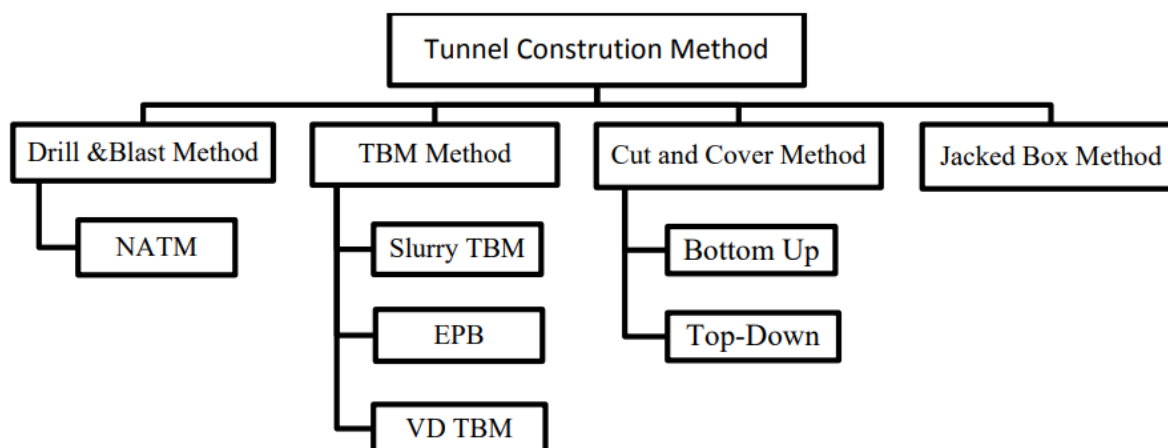 Tunnel Constrution Method
Drill &Blast Method
TBM Method
Cut and Cover Method
Jacked Box Method
NATM
Slurry TBM
Bottom Up
EPB
Top-Down
VD TBM